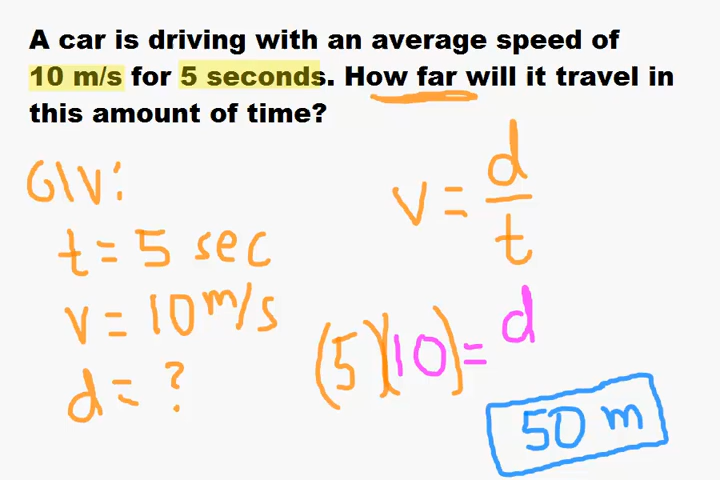 A car is driving with an average speed of
10 m/s for 5 seconds. How far will it travel in
this amount of time?
GIV:
t = 5 sec
v = 10 m/s
d = ?
v = d/t
(5)(10) = d
50 m